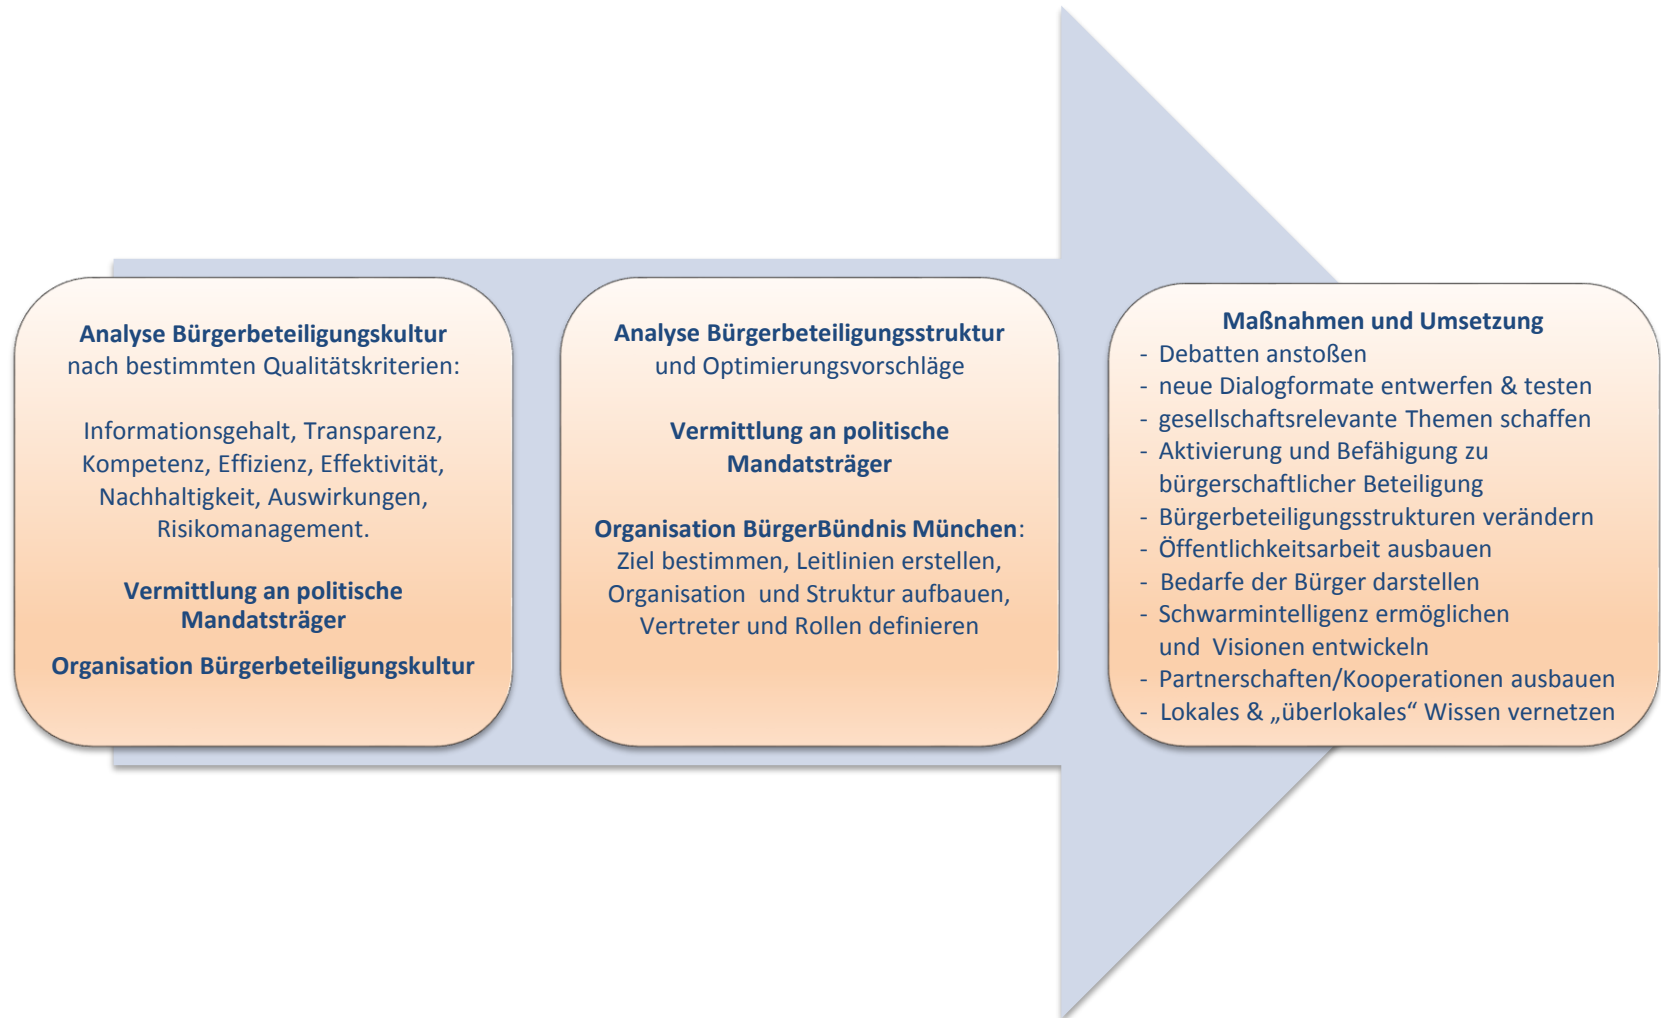 Analyse Bürgerbeteiligungskultur
nach bestimmten Qualitätskriterien:
Informationsgehalt, Transparenz,
Kompetenz, Effizienz, Effektivität,
Nachhaltigkeit, Auswirkungen,
Risikomanagement.
Vermittlung an politische
Mandatsträger
Organisation Bürgerbeteiligungskultur
Analyse Bürgerbeteiligungsstruktur
und Optimierungsvorschläge
Vermittlung an politische
Mandatsträger
Organisation BürgerBündnis München:
Ziel bestimmen, Leitlinien erstellen,
Organisation und Struktur aufbauen,
Vertreter und Rollen definieren
Maßnahmen und Umsetzung
- Debatten anstoßen
- neue Dialogformate entwerfen & testen
- gesellschaftsrelevante Themen schaffen
- Aktivierung und Befähigung zu
bürgerschaftlicher Beteiligung
- Bürgerbeteiligungsstrukturen verändern
- Öffentlichkeitsarbeit ausbauen
- Bedarfe der Bürger darstellen
- Schwarmintelligenz ermöglichen
und Visionen entwickeln
- Partnerschaften/Kooperationen ausbauen
- Lokales & „überlokales“ Wissen vernetzen